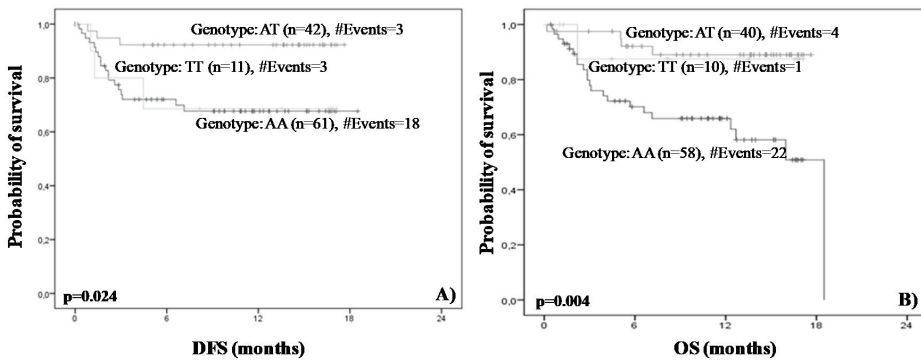 Probability of survival
1,0
0,8
0,6
0,4
0,2
0,0
Genotype: AT (n=42), #Events=3
Genotype: TT (n=11), #Events=3
Genotype: AA (n=61), #Events=18
p=0.024
A)
0
6
12
18
24
DFS (months)
Probability of survival
1,0
0,8
0,6
0,4
0,2
0,0
Genotype: AT (n=40), #Events=4
Genotype: TT (n=10), #Events=1
Genotype: AA (n=58), #Events=22
p=0.004
B)
0
6
12
18
24
OS (months)